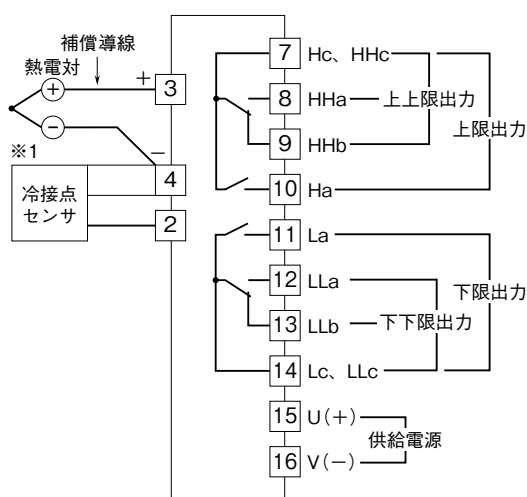 補償導線
熱電対
+
3
+
−
−
※1
4
冷接点
センサ
2
7 Hc、HHc
8 HHa
上上限出力
9 HHb
上限出力
10 Ha
11 La
12 LLa
下限出力
13 LLb
下下限出力
14 Lc、LLc
15 U(+)
供給電源
16 V(−)